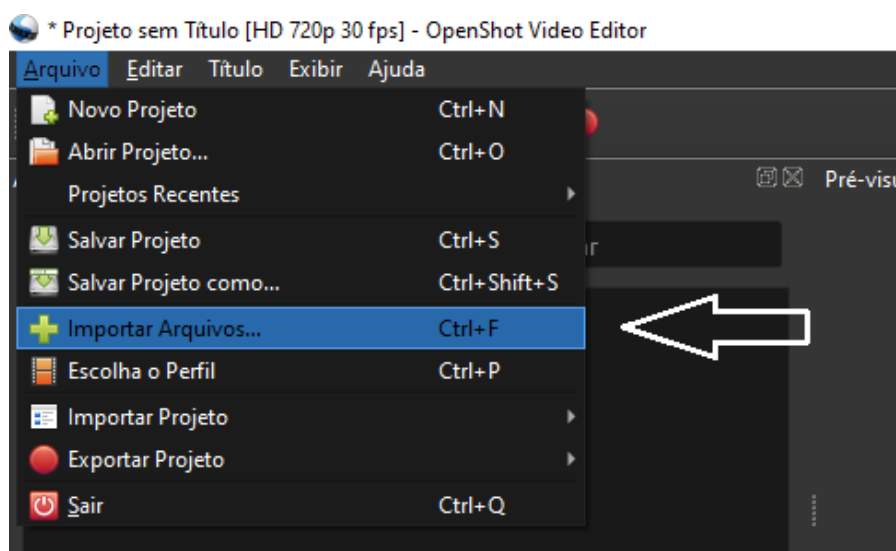 * Projeto sem Título [HD 720p 30 fps] - OpenShot Video Editor
Arquivo Editar Título Exibir Ajuda
Novo Projeto Ctrl+N
Abrir Projeto... Ctrl+O
Projetos Recentes
Salvar Projeto Ctrl+S
Salvar Projeto como... Ctrl+Shift+S
Importar Arquivos... Ctrl+F
Escolha o Perfil Ctrl+P
Importar Projeto
Exportar Projeto
Sair Ctrl+Q